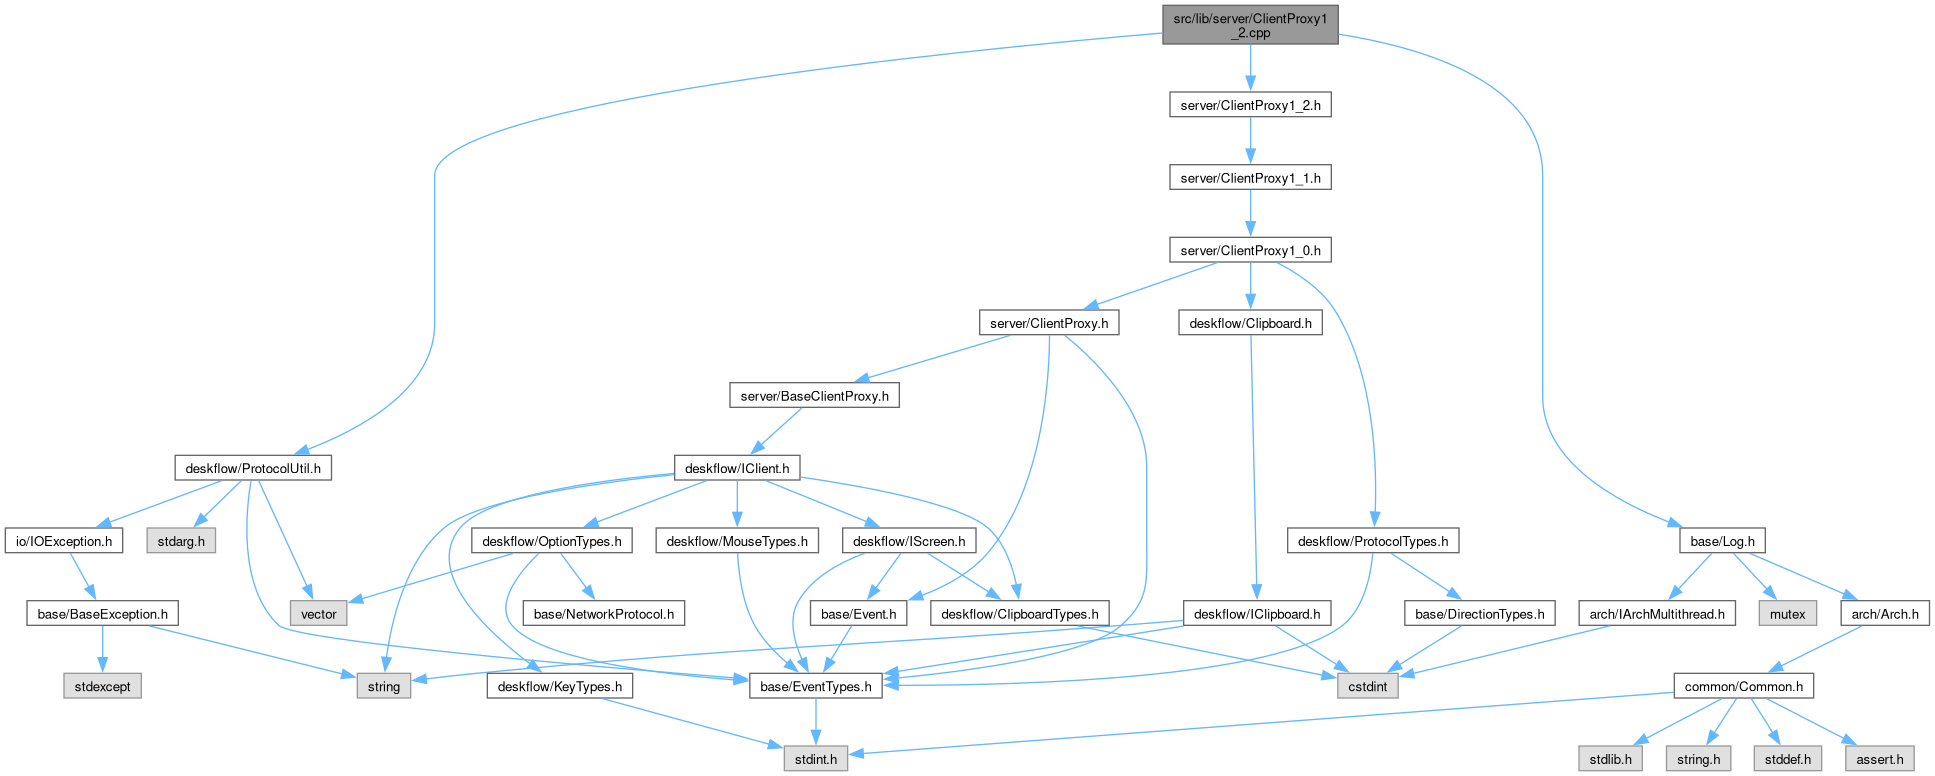 src/lib/server/ClientProxy1
_2.cpp
server/ClientProxy1_2.h
server/ClientProxy1_1.h
server/ClientProxy1_0.h
server/ClientProxy.h
deskflow/Clipboard.h
server/BaseClientProxy.h
deskflow/ProtocolUtil.h
deskflow/IClient.h
io/IOException.h
stdarg.h
deskflow/OptionTypes.h
deskflow/MouseTypes.h
deskflow/IScreen.h
deskflow/ProtocolTypes.h
base/Log.h
base/BaseException.h
vector
base/NetworkProtocol.h
base/Event.h
deskflow/ClipboardTypes.h
deskflow/IClipboard.h
base/DirectionTypes.h
arch/IArchMultithread.h
mutex
arch/Arch.h
stdexcept
string
deskflow/KeyTypes.h
base/EventTypes.h
cstdint
common/Common.h
stdint.h
stdlib.h
string.h
stddef.h
assert.h